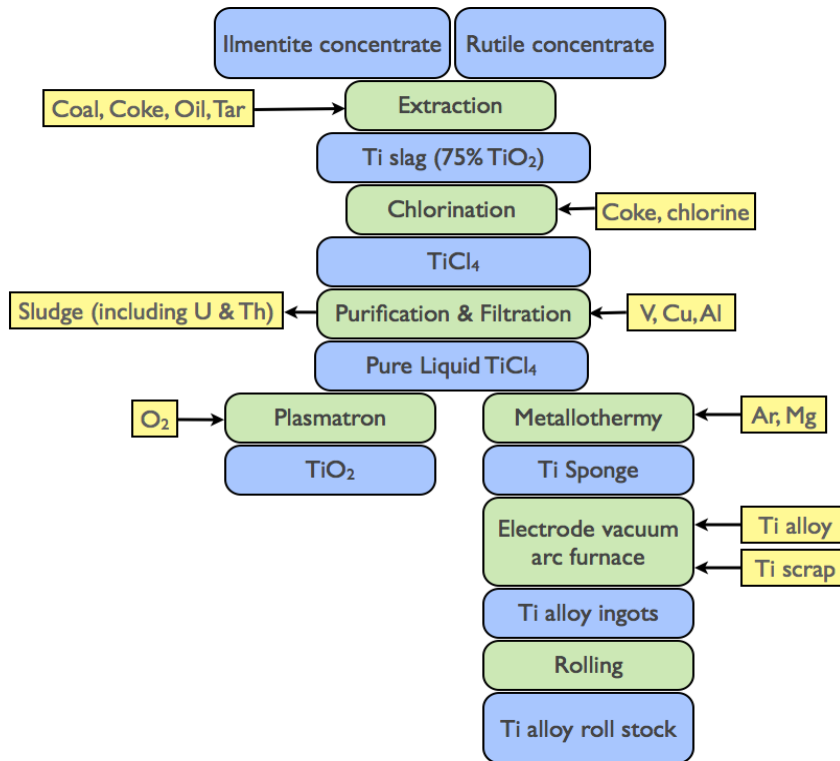 Ilmentite concentrate
Rutile concentrate
Coal, Coke, Oil, Tar
Extraction
Ti slag (75% TiO₂)
Chlorination
Coke, chlorine
TiCl₄
Sludge (including U & Th)
Purification & Filtration
V, Cu, Al
Pure Liquid TiCl₄
O₂
Plasmatron
Metallothermy
Ar, Mg
TiO₂
Ti Sponge
Electrode vacuum
arc furnace
Ti alloy
Ti scrap
Ti alloy ingots
Rolling
Ti alloy roll stock